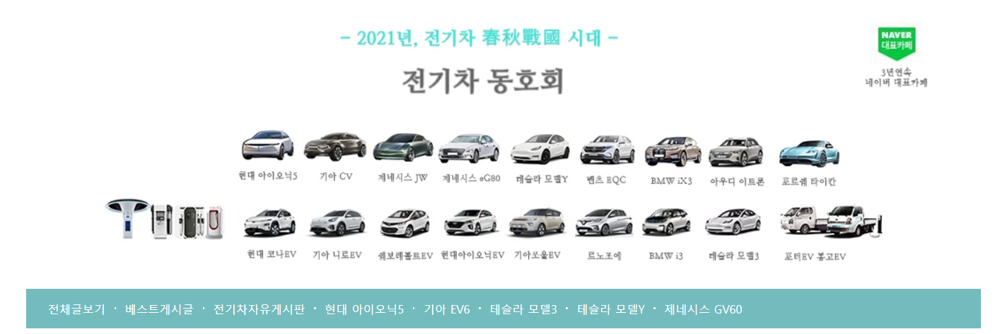 – 2021년, 전기차 春秋戰國 시대 –
전기차 동호회
NAVER
대표카페
3년연속
네이버 대표카페
현대 아이오닉5 기아 CV 제네시스 JW 제네시스 eG80 테슬라 모델Y 벤츠 EQC BMW iX3 아우디 이트론 포르쉐 타이칸
현대 코나EV 기아 니로EV 쉐보레볼트EV 현대아이오닉EV 기아쏘울EV 르노조에 BMW i3 테슬라 모델3 포터EV 봉고EV
전체글보기 · 베스트게시글 · 전기차자유게시판 · 현대 아이오닉5 · 기아 EV6 · 테슬라 모델3 · 테슬라 모델Y · 제네시스 GV60